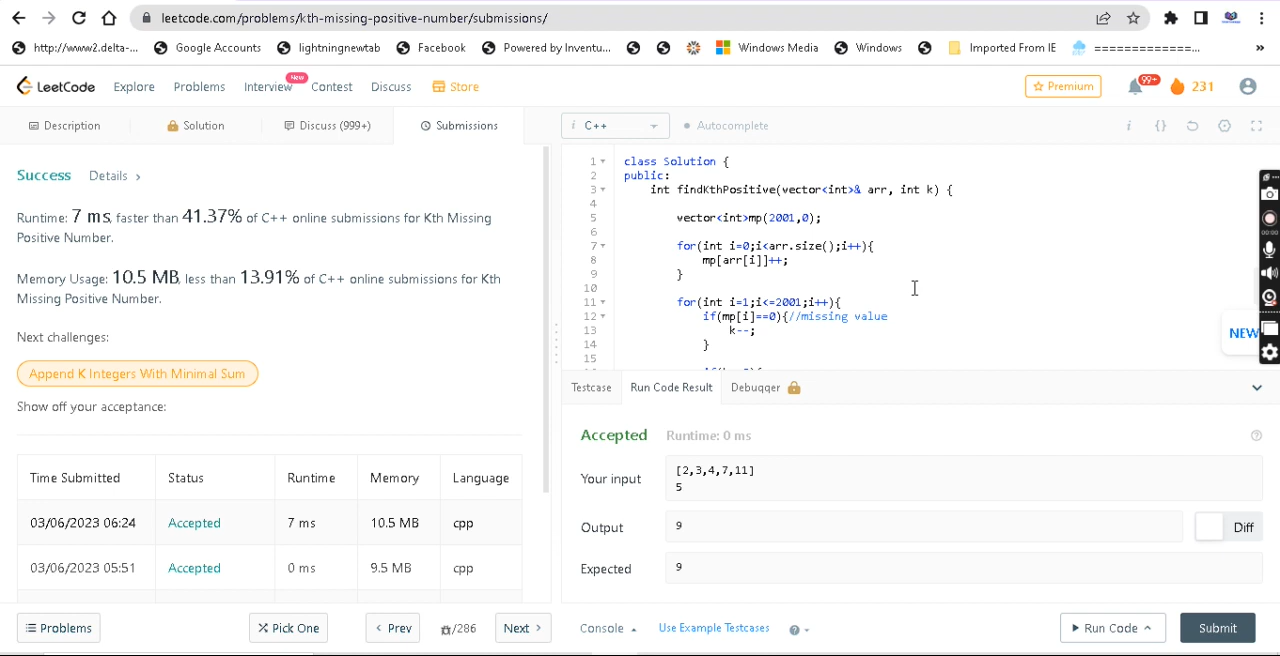 leetcode.com/problems/kth-missing-positive-number/submissions/
http://www2.delta-... Google Accounts lightningnewtab Facebook Powered by Inventu... Windows Media Windows Imported From IE =============... »
LeetCode Explore Problems Interview New Contest Discuss Store Premium 99+ 231
Description Solution Discuss (999+) Submissions
i C++ Autocomplete
Success Details >
Runtime: 7 ms, faster than 41.37% of C++ online submissions for Kth Missing
Positive Number.
Memory Usage: 10.5 MB, less than 13.91% of C++ online submissions for Kth
Missing Positive Number.
Next challenges:
Append K Integers With Minimal Sum
Show off your acceptance:
Time Submitted Status Runtime Memory Language
03/06/2023 06:24 Accepted 7 ms 10.5 MB cpp
03/06/2023 05:51 Accepted 0 ms 9.5 MB cpp
1 class Solution {
2 public:
3 int findKthPositive(vector<int>& arr, int k) {
4
5 vector<int>mp(2001,0);
6
7 for(int i=0;i<arr.size();i++){
8 mp[arr[i]]++;
9 }
10
11 for(int i=1;i<=2001;i++){
12 if(mp[i]==0){//missing value
13 k--;
14 }
15
NEW
00:00
Testcase Run Code Result Debugger
Accepted Runtime: 0 ms
Your input [2,3,4,7,11]
5
Output 9 Diff
Expected 9
Problems Pick One < Prev /286 Next > Console Use Example Testcases Run Code Submit